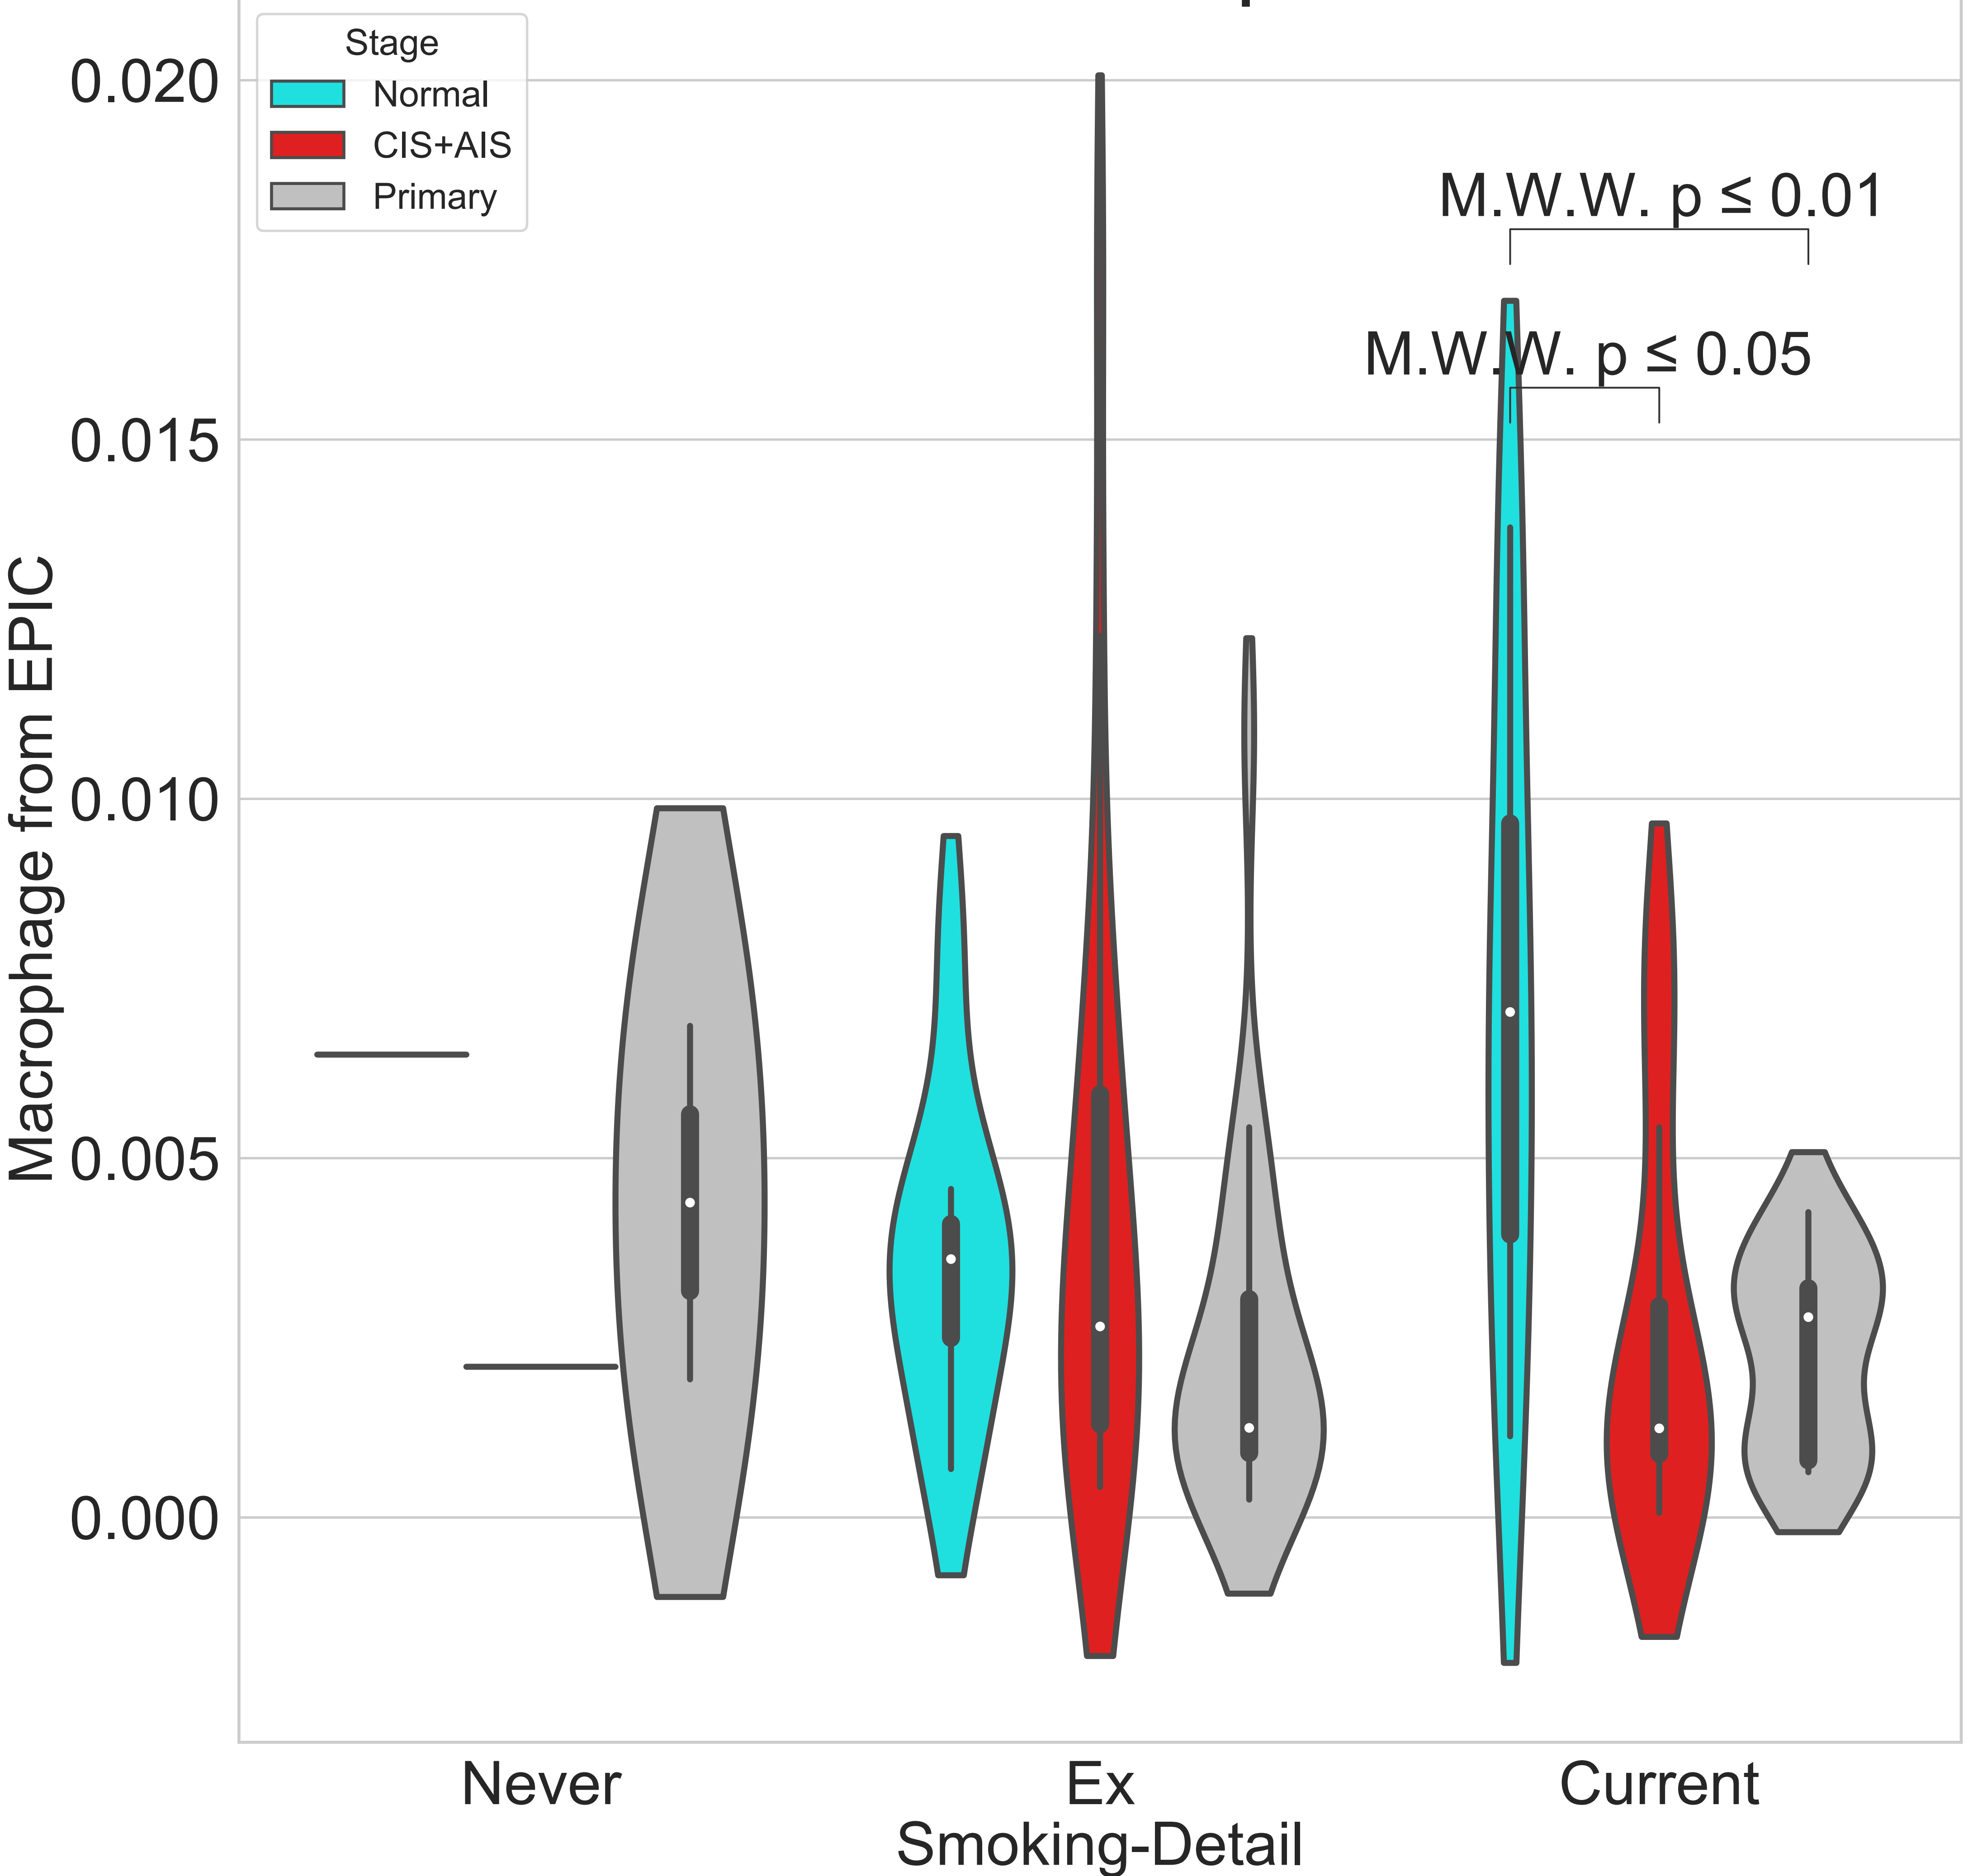 Stage
Normal
CIS+AIS
Primary
0.020
0.015
0.010
0.005
0.000
Macrophage from EPIC
M.W.W. p ≤ 0.01
M.W.W. p ≤ 0.05
Never
Ex
Current
Smoking-Detail